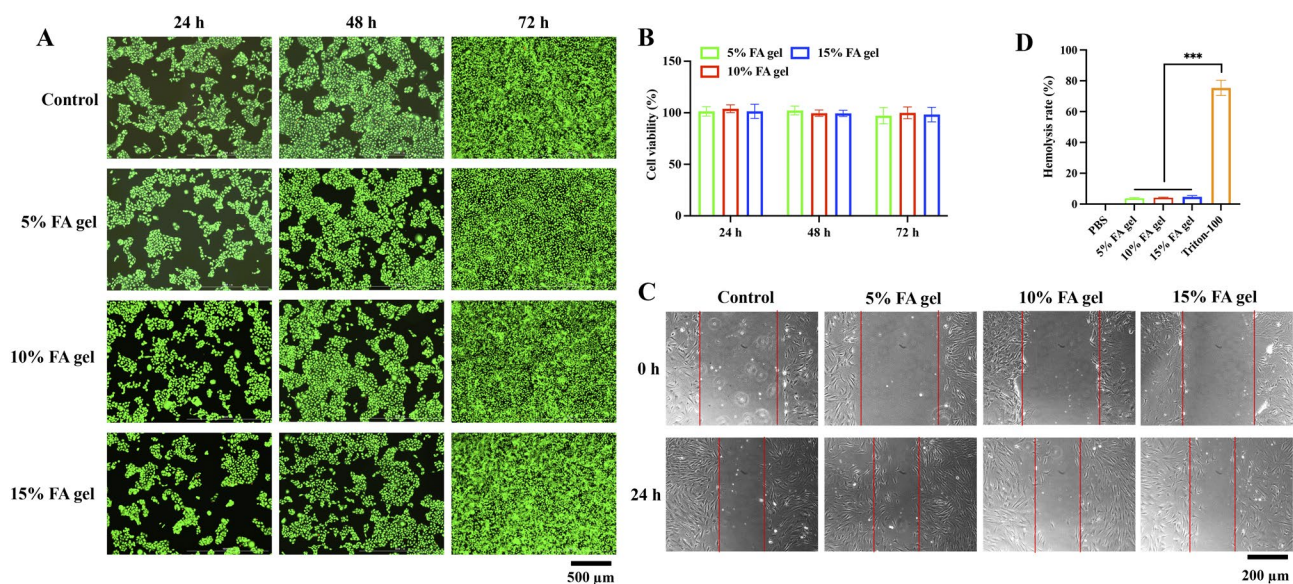 A
24 h
48 h
72 h
Control
5% FA gel
10% FA gel
15% FA gel
500 µm
B
5% FA gel
15% FA gel
10% FA gel
Cell viability (%)
150
100
50
0
24 h
48 h
72 h
D
***
Hemolysis rate (%)
100
80
60
40
20
0
PBS
5% FA gel
10% FA gel
15% FA gel
Triton-100
C
Control
5% FA gel
10% FA gel
15% FA gel
0 h
24 h
200 µm